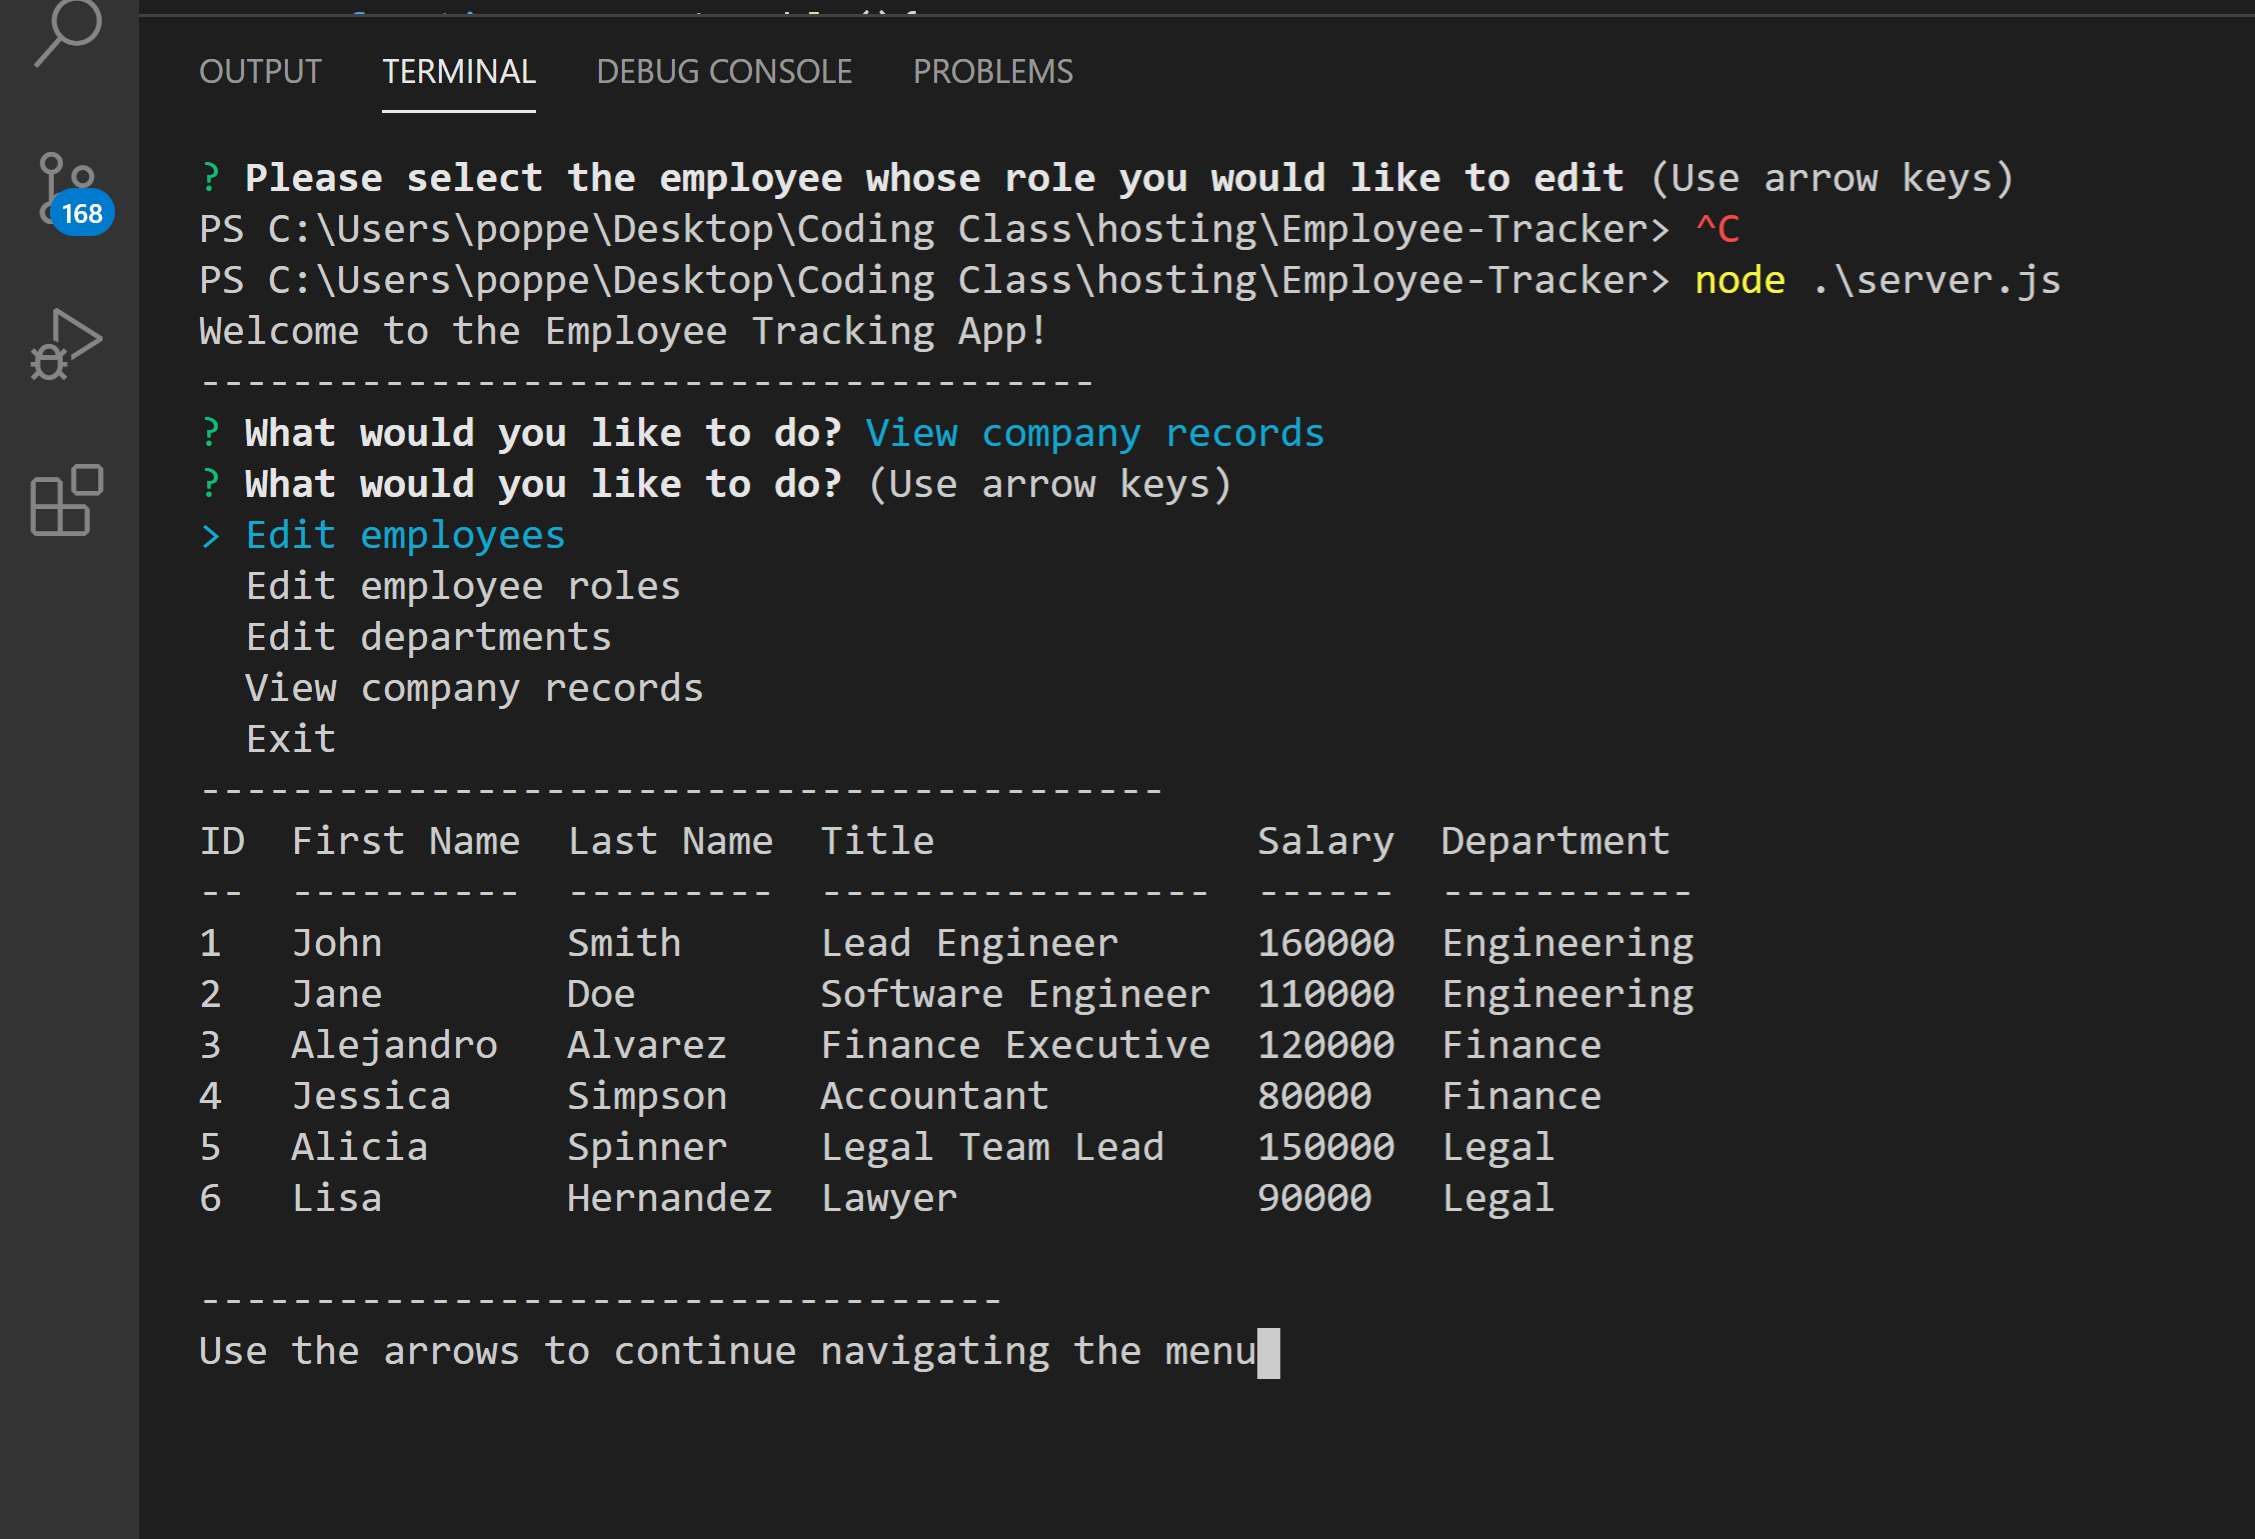 OUTPUT TERMINAL DEBUG CONSOLE PROBLEMS
168
? Please select the employee whose role you would like to edit (Use arrow keys)
PS C:\Users\poppe\Desktop\Coding Class\hosting\Employee-Tracker> ^C
PS C:\Users\poppe\Desktop\Coding Class\hosting\Employee-Tracker> node .\server.js
Welcome to the Employee Tracking App!
---------------------------------------
? What would you like to do? View company records
? What would you like to do? (Use arrow keys)
> Edit employees
  Edit employee roles
  Edit departments
  View company records
  Exit
------------------------------------------
ID  First Name  Last Name  Title              Salary  Department
--  ----------  ---------  -----------------  ------  -----------
1   John        Smith      Lead Engineer      160000  Engineering
2   Jane        Doe        Software Engineer  110000  Engineering
3   Alejandro   Alvarez    Finance Executive  120000  Finance
4   Jessica     Simpson    Accountant         80000   Finance
5   Alicia      Spinner    Legal Team Lead    150000  Legal
6   Lisa        Hernandez  Lawyer             90000   Legal
-----------------------------------
Use the arrows to continue navigating the menu